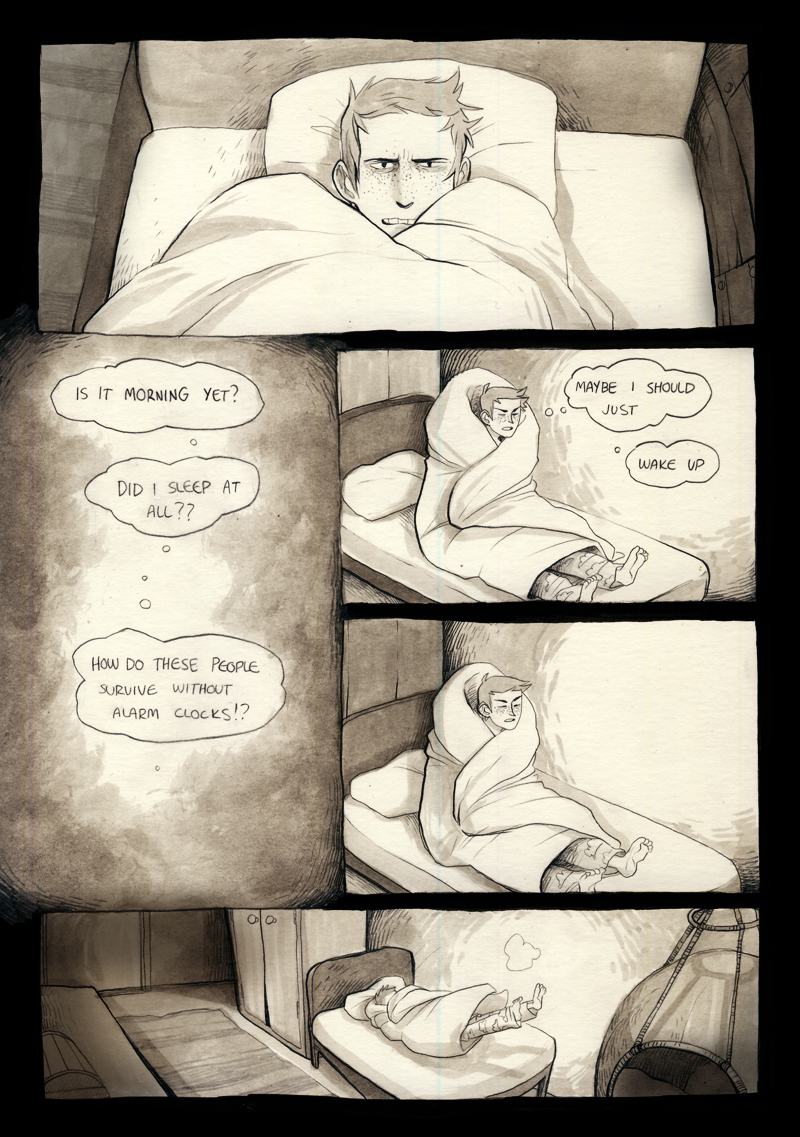 IS IT MORNING YET?
DID I SLEEP AT
ALL??
HOW DO THESE PEOPLE
SURVIVE WITHOUT
ALARM CLOCKS!?
MAYBE I SHOULD
JUST
WAKE UP